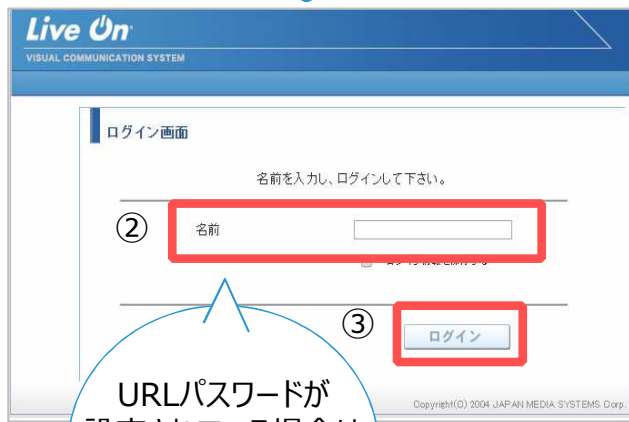 Live On
VISUAL COMMUNICATION SYSTEM
ログイン画面
名前を入力し、ログインして下さい。
② 名前
③ ログイン
URLパスワードが
Copyright(C) 2004 JAPAN MEDIA SYSTEMS Corp.